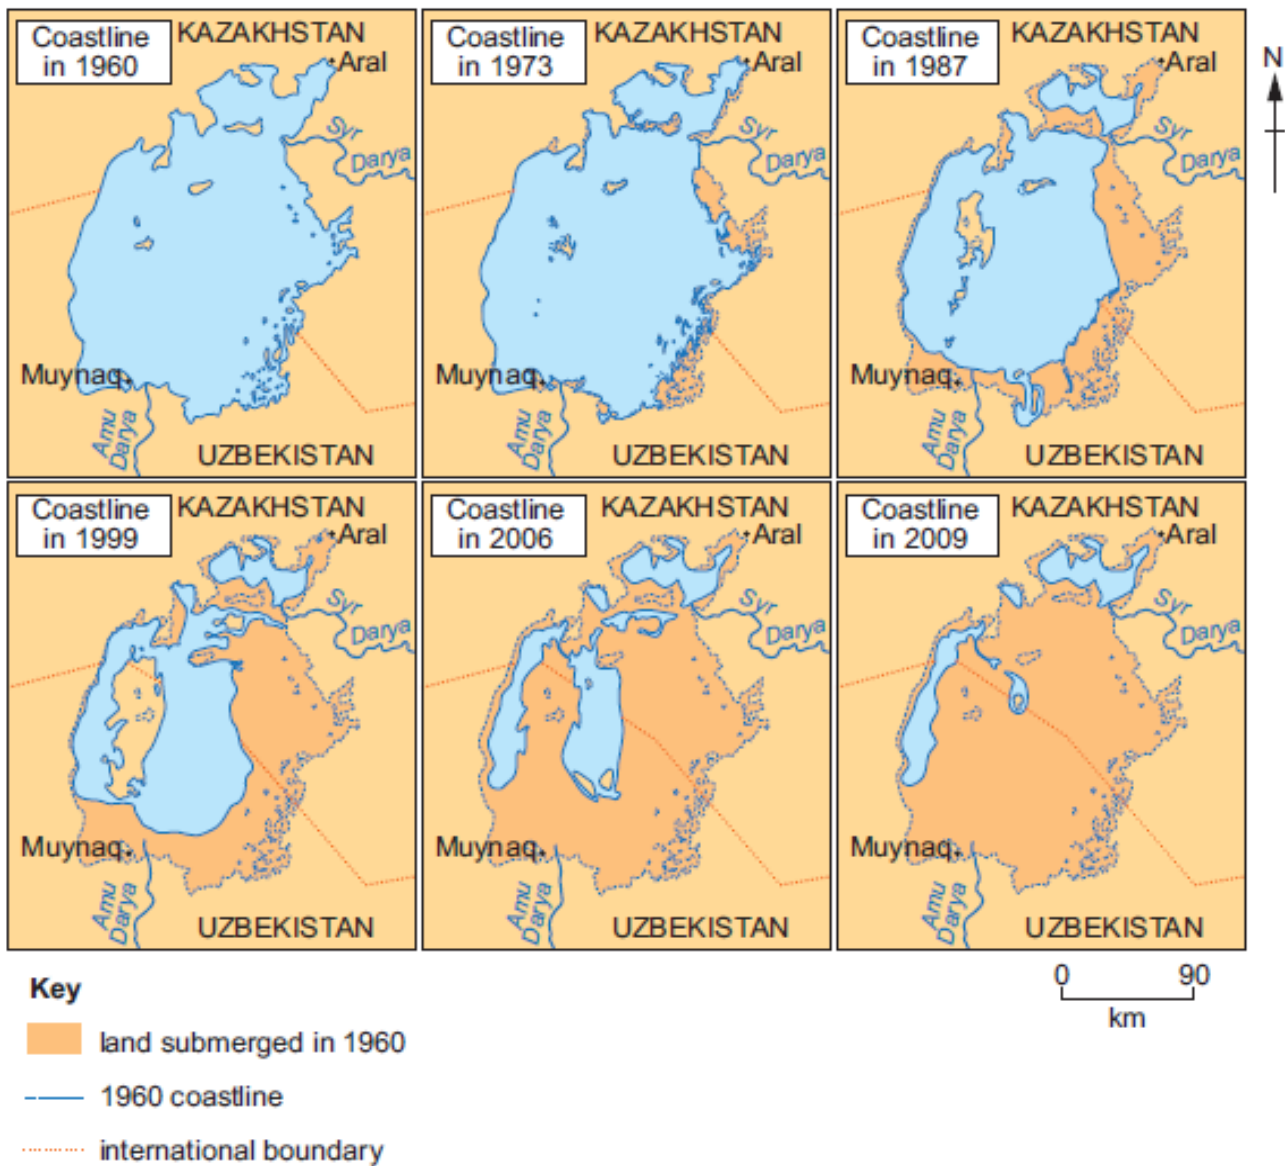 Coastline
in 1960
KAZAKHSTAN
Aral
Syr
Darya
Muynaq
Amu
Darya
UZBEKISTAN
Coastline
in 1973
KAZAKHSTAN
Aral
Syr
Darya
Muynaq
Amu
Darya
UZBEKISTAN
Coastline
in 1987
KAZAKHSTAN
Aral
Syr
Darya
Muynaq
Amu
Darya
UZBEKISTAN
N
Coastline
in 1999
KAZAKHSTAN
Aral
Syr
Darya
Muynaq
Amu
Darya
UZBEKISTAN
Coastline
in 2006
KAZAKHSTAN
Aral
Syr
Darya
Muynaq
Amu
Darya
UZBEKISTAN
Coastline
in 2009
KAZAKHSTAN
Aral
Syr
Darya
Muynaq
Amu
Darya
UZBEKISTAN
0 90
km
Key
land submerged in 1960
1960 coastline
international boundary